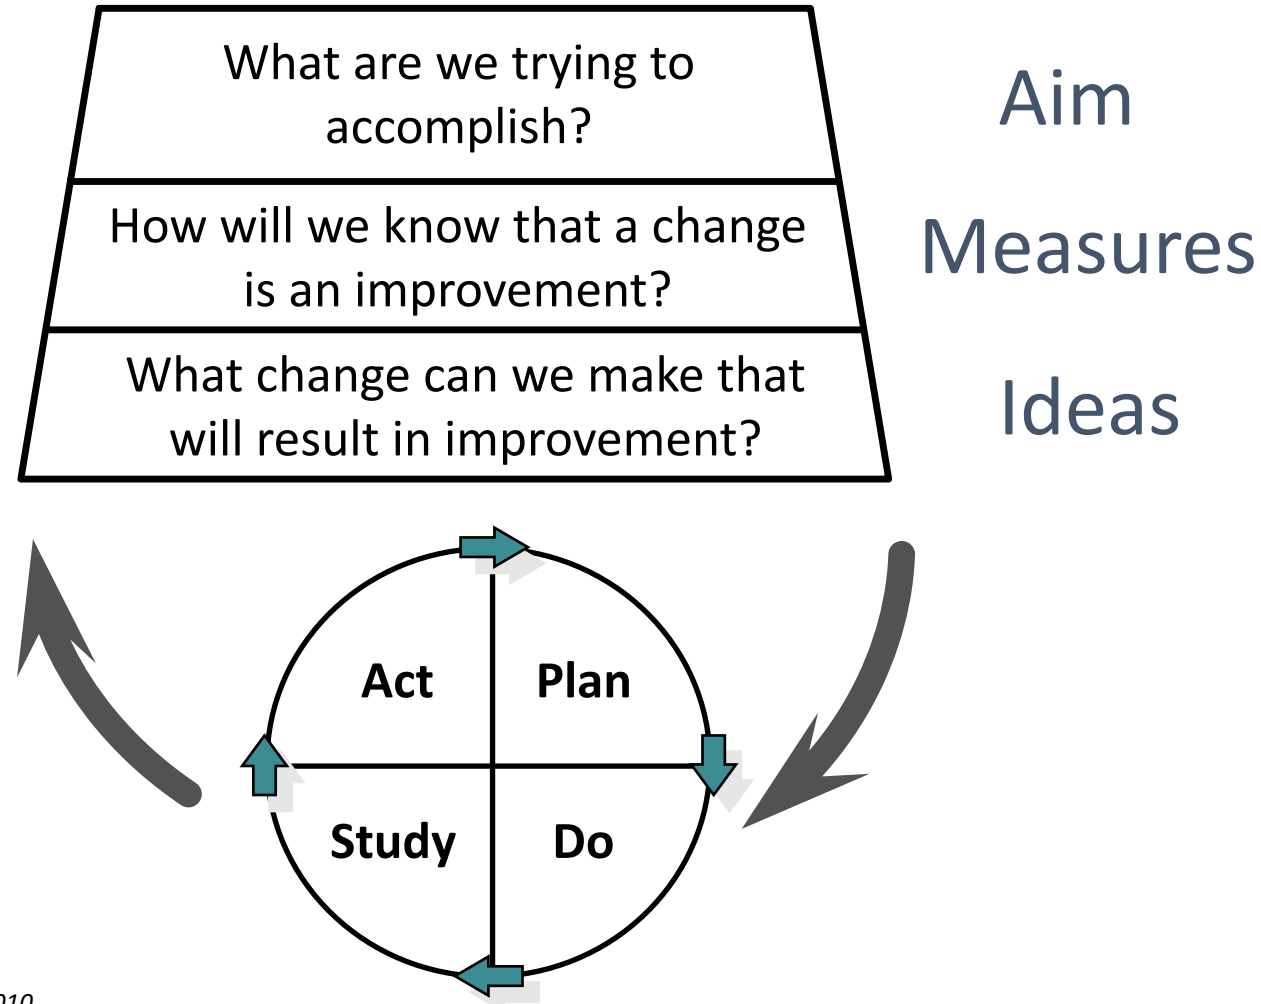 What are we trying to
accomplish?
Aim
How will we know that a change
is an improvement?
Measures
What change can we make that
will result in improvement?
Ideas
Act
Plan
Study
Do